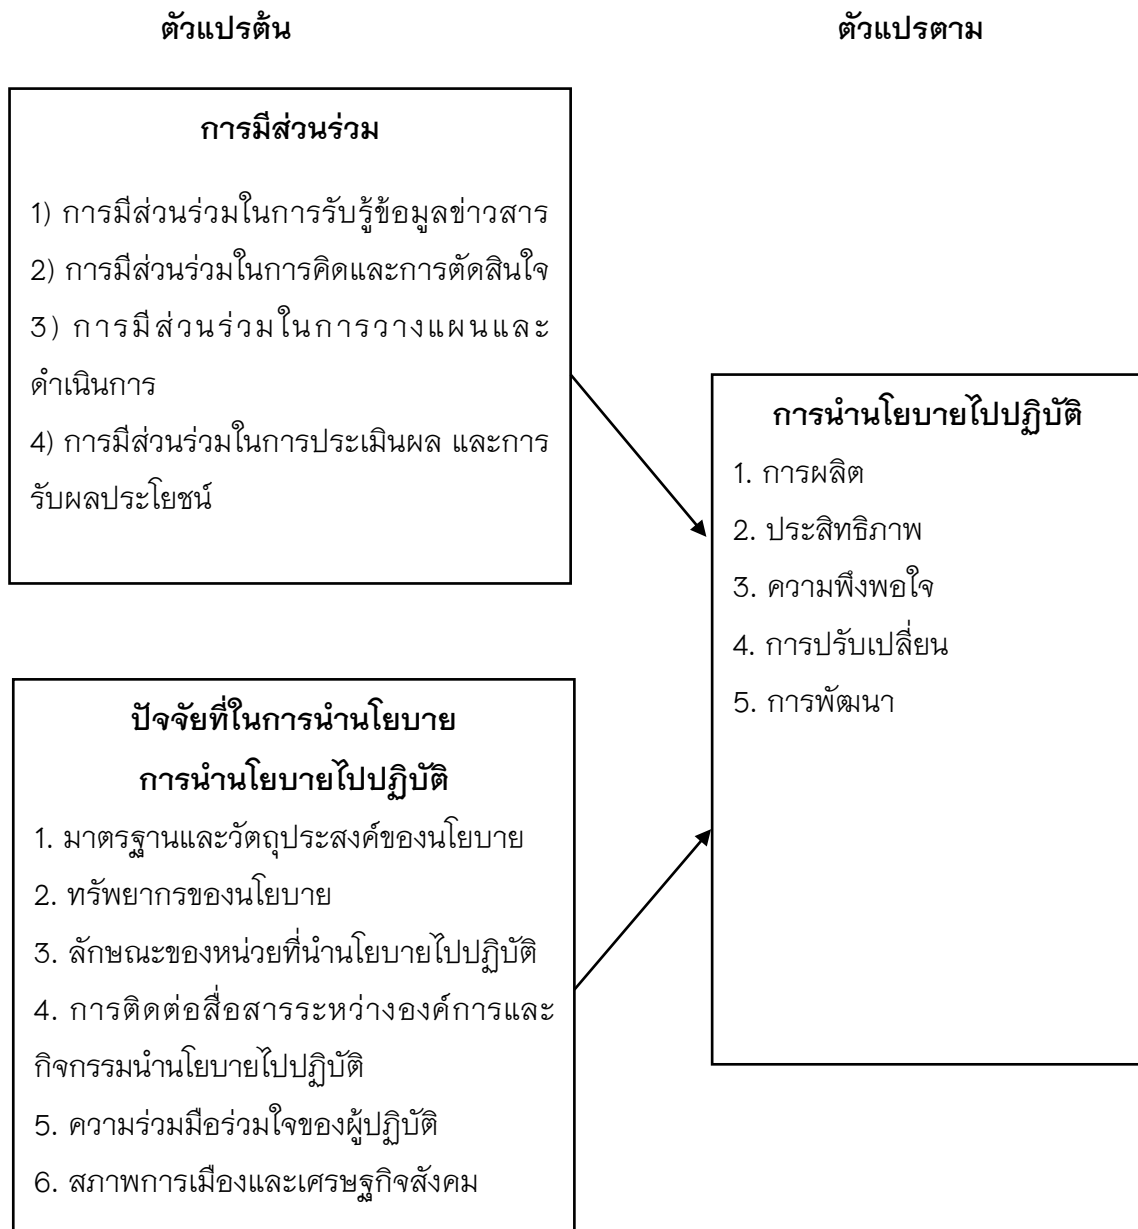 ตัวแปรต้น
ตัวแปรตาม
การมีส่วนร่วม
1) การมีส่วนร่วมในการรับรู้ข้อมูลข่าวสาร
2) การมีส่วนร่วมในการคิดและการตัดสินใจ
3) การมีส่วนร่วมในการวางแผนและ
ดำเนินการ
4) การมีส่วนร่วมในการประเมินผล และการ
รับผลประโยชน์
การนำนโยบายไปปฏิบัติ
1. การผลิต
2. ประสิทธิภาพ
3. ความพึงพอใจ
4. การปรับเปลี่ยน
5. การพัฒนา
ปัจจัยที่ในการนำนโยบาย
การนำนโยบายไปปฏิบัติ
1. มาตรฐานและวัตถุประสงค์ของนโยบาย
2. ทรัพยากรของนโยบาย
3. ลักษณะของหน่วยที่นำนโยบายไปปฏิบัติ
4. การติดต่อสื่อสารระหว่างองค์การและ
กิจกรรมนำนโยบายไปปฏิบัติ
5. ความร่วมมือร่วมใจของผู้ปฏิบัติ
6. สภาพการเมืองและเศรษฐกิจสังคม